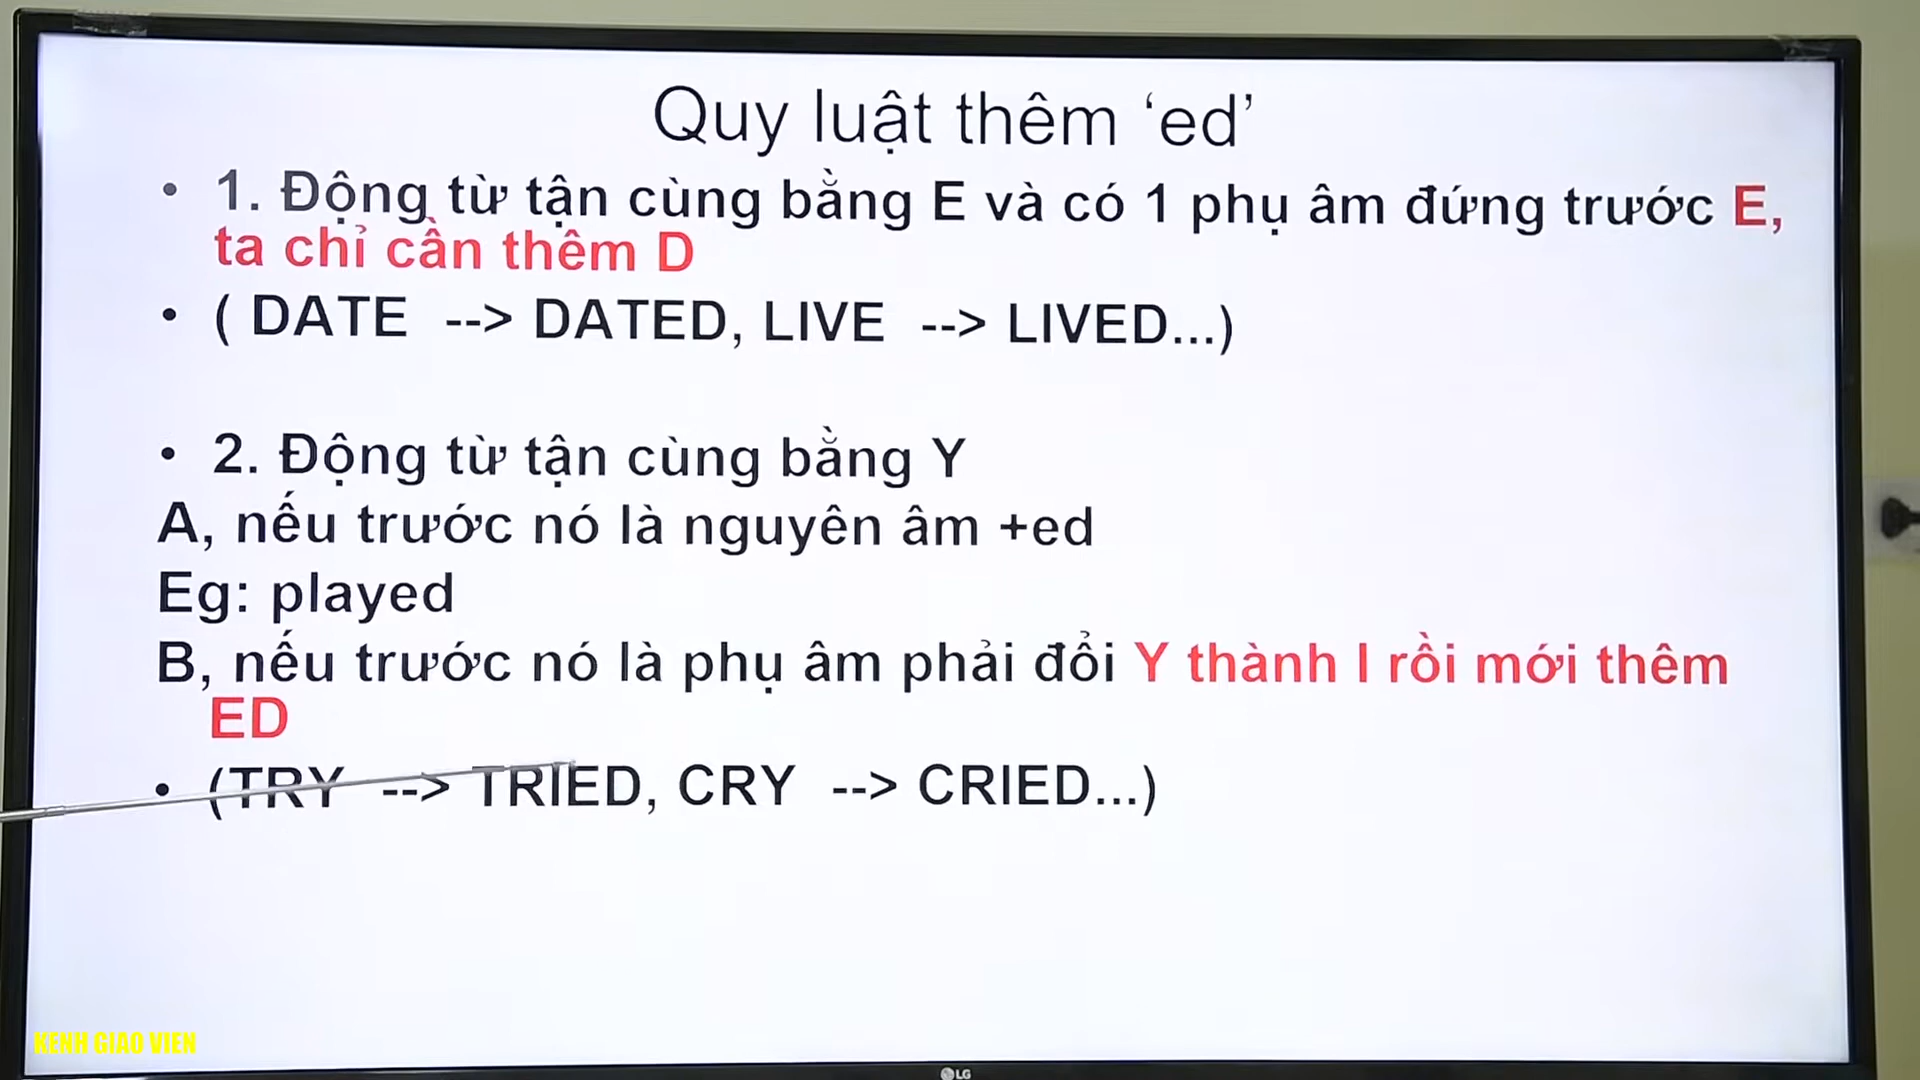 Quy luật thêm ‘ed’
• 1. Động từ tận cùng bằng E và có 1 phụ âm đứng trước E,
ta chỉ cần thêm D
• ( DATE --> DATED, LIVE --> LIVED...)
• 2. Động từ tận cùng bằng Y
A, nếu trước nó là nguyên âm +ed
Eg: played
B, nếu trước nó là phụ âm phải đổi Y thành I rồi mới thêm
ED
• (TRY --> TRIED, CRY --> CRIED...)
KENH GIAO VIEN
LG